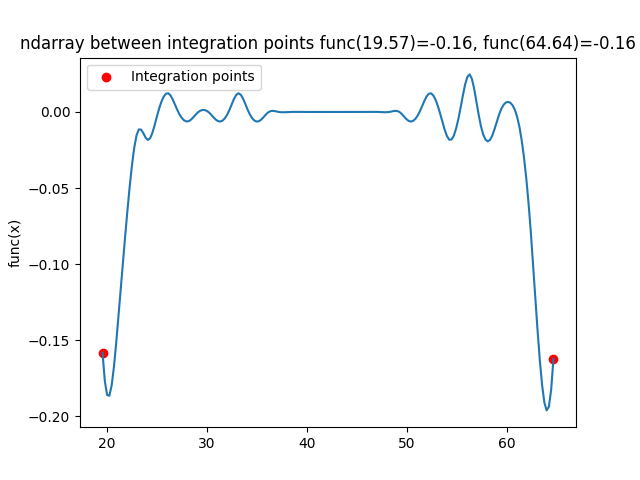 ndarray between integration points func(19.57)=-0.16, func(64.64)=-0.16
Integration points
func(x)
0.00
−0.05
−0.10
−0.15
−0.20
20 30 40 50 60